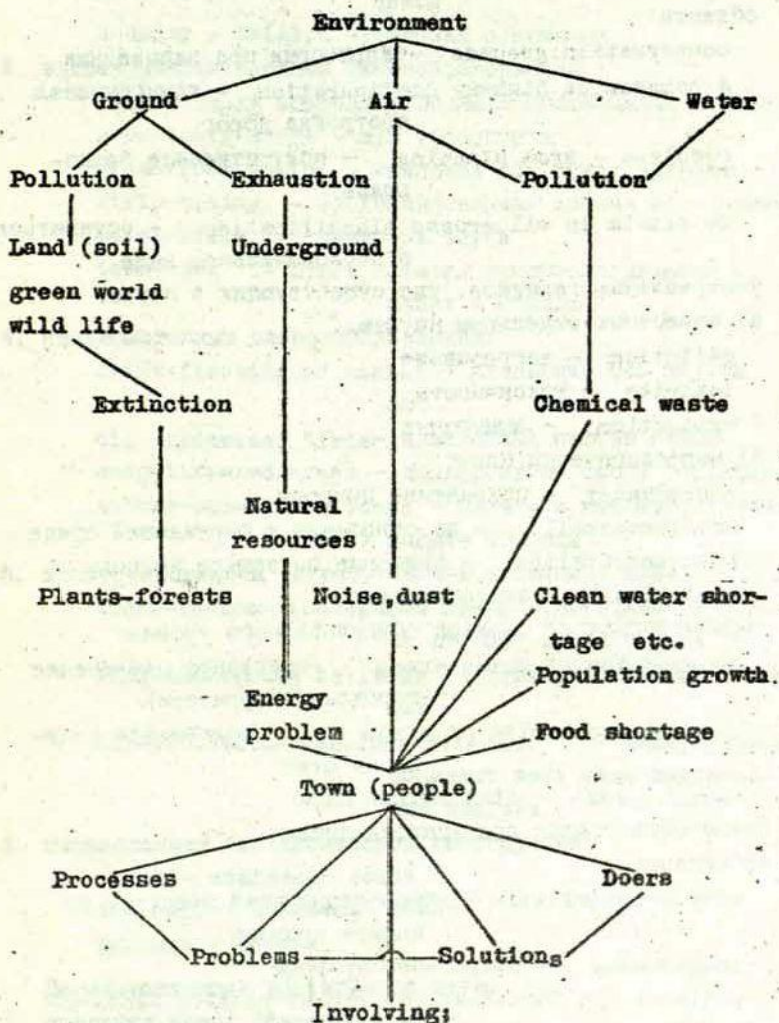 Environment
Ground Air Water
Pollution Exhaustion Pollution
Land (soil) Underground
green world
wild life
Extinction Chemical waste
Natural
resources
Plants-forests Noise, dust Clean water shor-
tage etc.
Population growth.
Energy
problem Food shortage
Town (people)
Processes Doers
Problems Solutions
Involving;